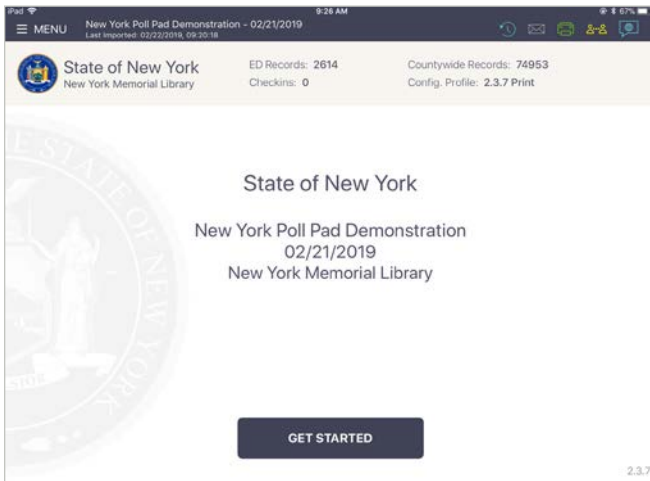 iPad 9:26 AM 67%
MENU New York Poll Pad Demonstration - 02/21/2019
Last Imported: 02/22/2019, 09:20:18
State of New York ED Records: 2614 Countywide Records: 74953
New York Memorial Library Checkins: 0 Config. Profile: 2.3.7 Print
State of New York
New York Poll Pad Demonstration
02/21/2019
New York Memorial Library
GET STARTED
2.3.7